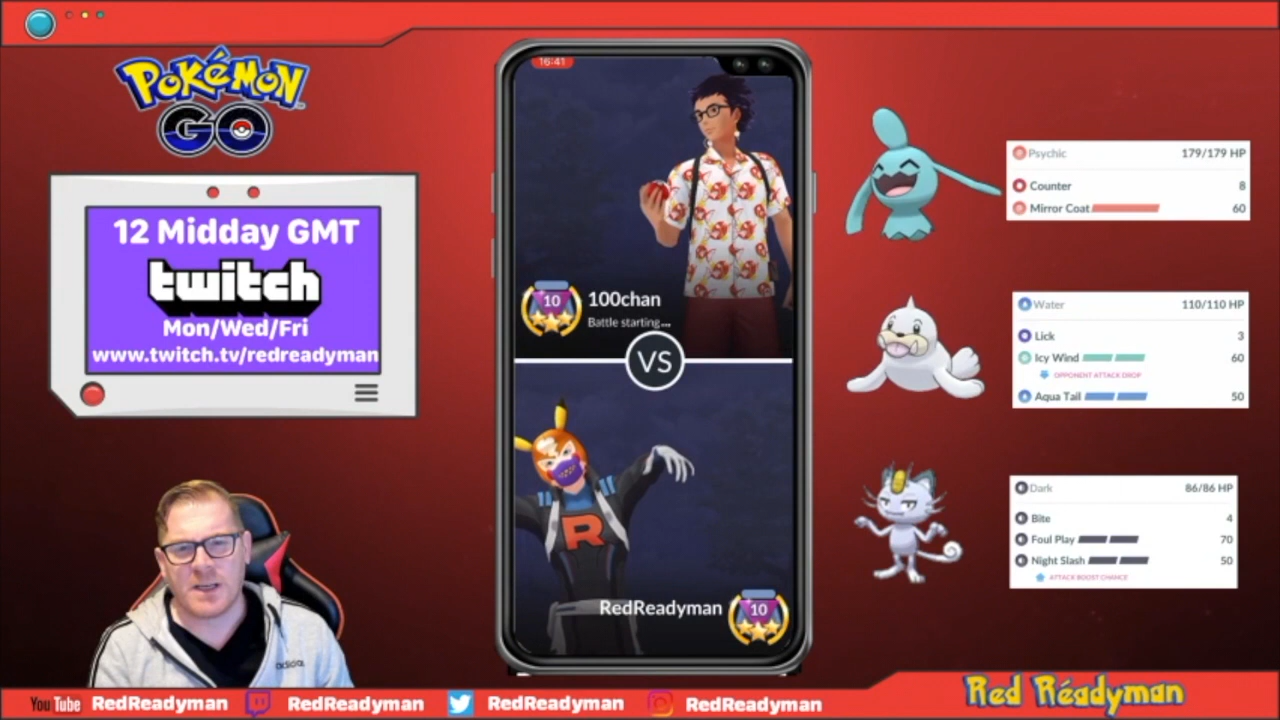 POKÉMON
GO
12 Midday GMT
twitch
Mon/Wed/Fri
www.twitch.tv/redreadyman
16:41
10
100chan
Battle starting...
VS
RedReadyman
10
R
adidas
Psychic 179/179 HP
Counter 8
Mirror Coat 60
Water 110/110 HP
Lick 3
Icy Wind 60
OPPONENT ATTACK DROP
Aqua Tail 50
Dark 86/86 HP
Bite 4
Foul Play 70
Night Slash 50
ATTACK BOOST CHANCE
YouTube RedReadyman RedReadyman RedReadyman RedReadyman
Red Réadyman